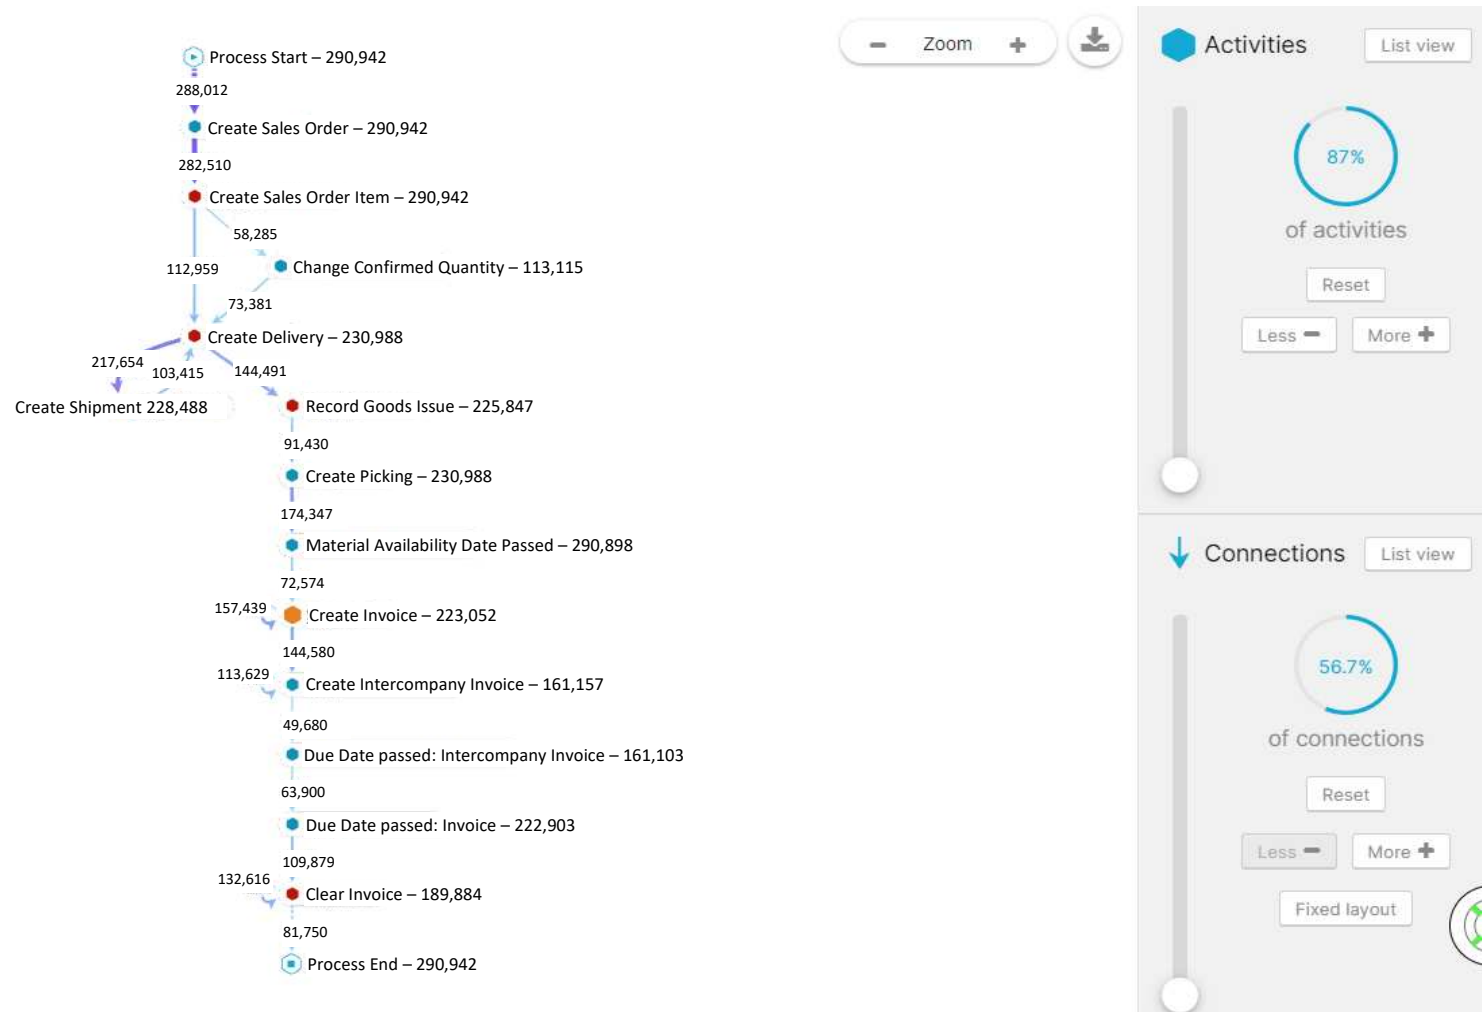 Process Start – 290,942
288,012
Create Sales Order – 290,942
282,510
Create Sales Order Item – 290,942
58,285
112,959
Change Confirmed Quantity – 113,115
73,381
Create Delivery – 230,988
217,654
103,415
144,491
Create Shipment 228,488
Record Goods Issue – 225,847
91,430
Create Picking – 230,988
174,347
Material Availability Date Passed – 290,898
72,574
157,439
Create Invoice – 223,052
144,580
113,629
Create Intercompany Invoice – 161,157
49,680
Due Date passed: Intercompany Invoice – 161,103
63,900
Due Date passed: Invoice – 222,903
109,879
132,616
Clear Invoice – 189,884
81,750
Process End – 290,942
Zoom
Activities
List view
87%
of activities
Reset
Less
More
Connections
List view
56.7%
of connections
Reset
Less
More
Fixed layout